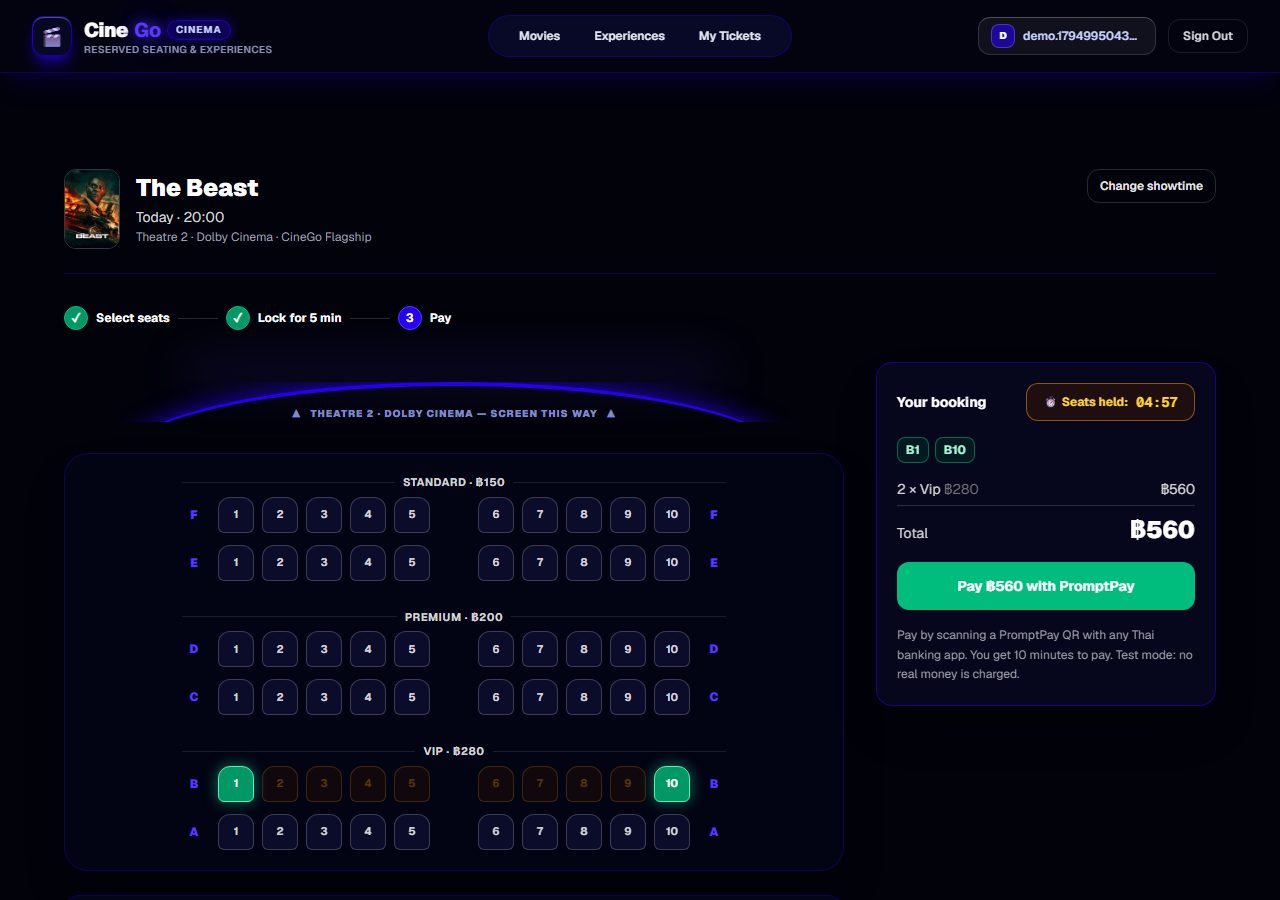 Cine Go CINEMA
RESERVED SEATING & EXPERIENCES
Movies Experiences My Tickets
D demo.1794995043... Sign Out
BEAST
The Beast
Today · 20:00
Theatre 2 · Dolby Cinema · CineGo Flagship
Change showtime
✓ Select seats ✓ Lock for 5 min 3 Pay
▲ THEATRE 2 · DOLBY CINEMA — SCREEN THIS WAY ▲
STANDARD · ฿150
F 1 2 3 4 5 6 7 8 9 10 F
E 1 2 3 4 5 6 7 8 9 10 E
PREMIUM · ฿200
D 1 2 3 4 5 6 7 8 9 10 D
C 1 2 3 4 5 6 7 8 9 10 C
VIP · ฿280
B 1 2 3 4 5 6 7 8 9 10 B
A 1 2 3 4 5 6 7 8 9 10 A
Your booking
Seats held: 04:57
B1 B10
2 × Vip ฿280 ฿560
Total ฿560
Pay ฿560 with PromptPay
Pay by scanning a PromptPay QR with any Thai
banking app. You get 10 minutes to pay. Test mode: no
real money is charged.